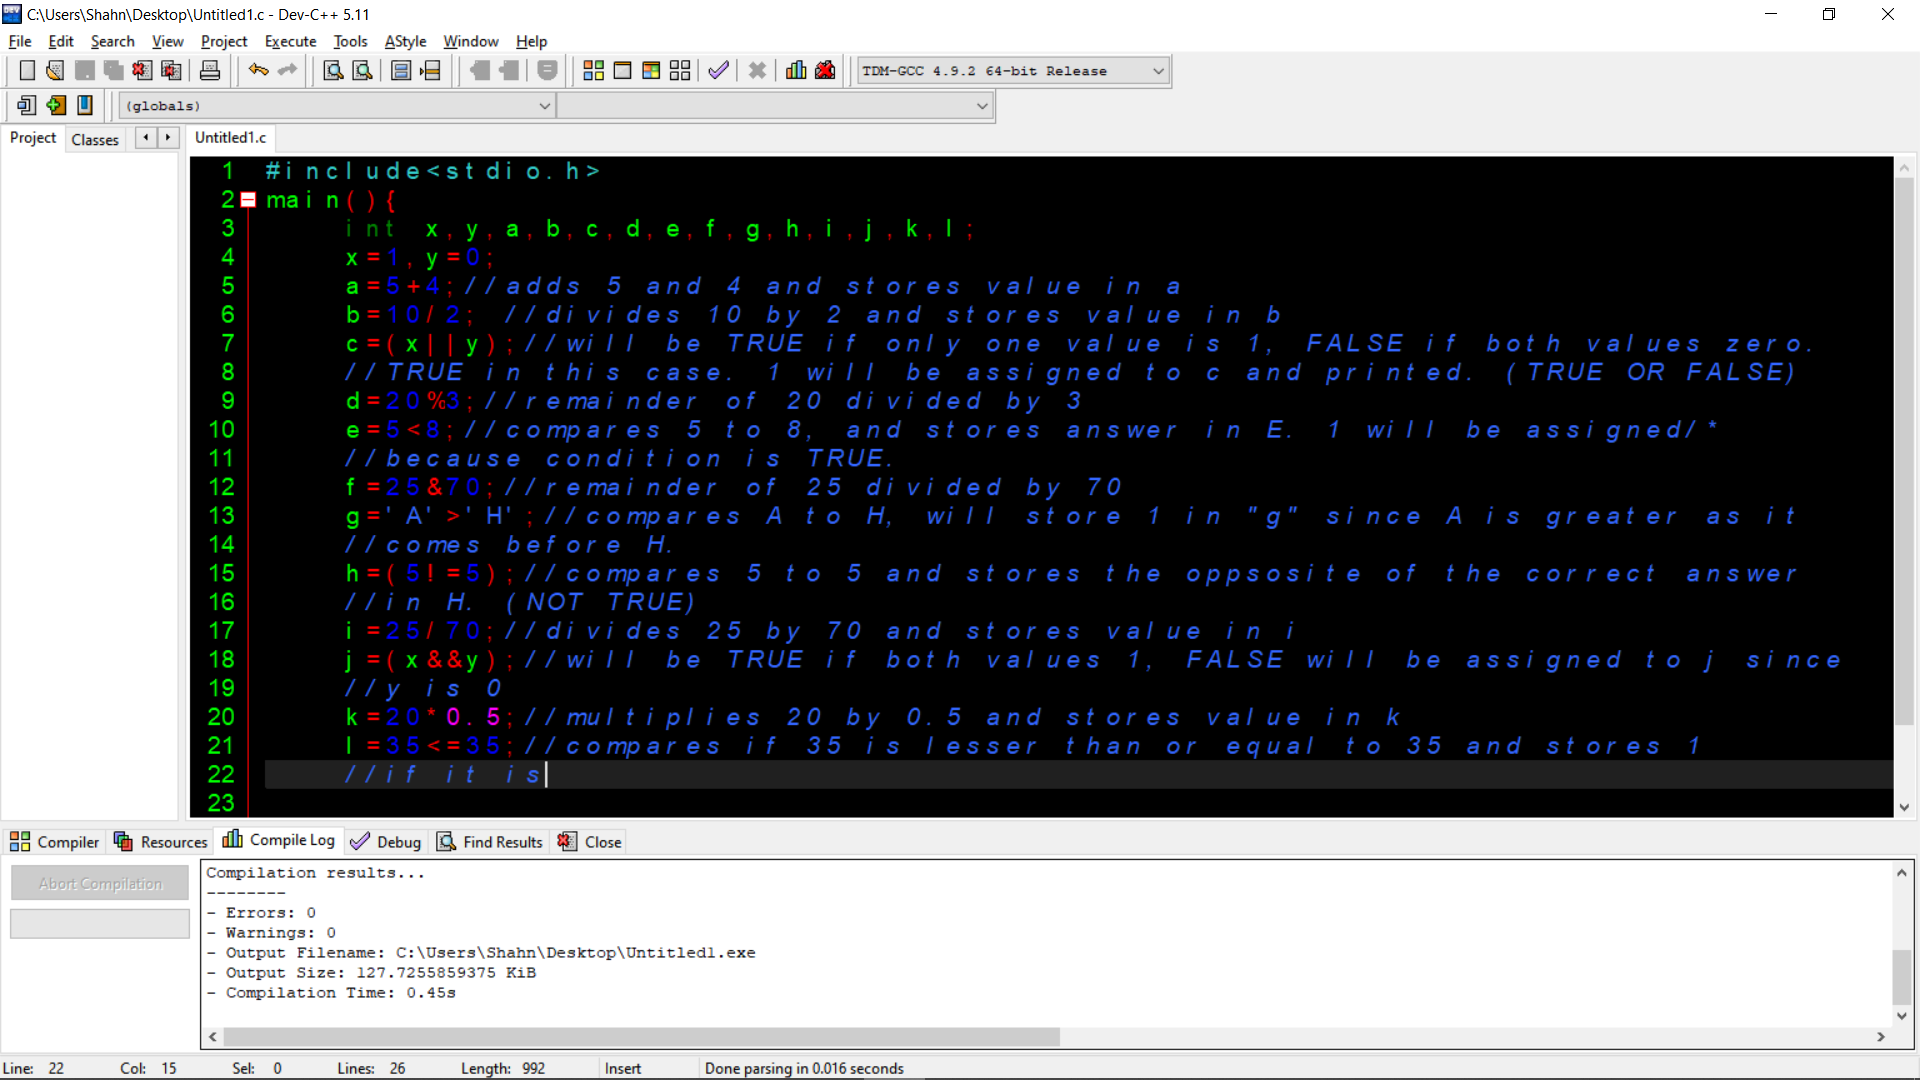 C:\Users\Shahn\Desktop\Untitled1.c - Dev-C++ 5.11
File Edit Search View Project Execute Tools AStyle Window Help
TDM-GCC 4.9.2 64-bit Release
(globals)
Project Classes Untitled1.c
1 #include<stdio.h>
2 main(){
3 int x,y,a,b,c,d,e,f,g,h,i,j,k,l;
4 x=1,y=0;
5 a=5+4;//adds 5 and 4 and stores value in a
6 b=10/2; //divides 10 by 2 and stores value in b
7 c=(x||y);//will be TRUE if only one value is 1, FALSE if both values zero.
8 //TRUE in this case. 1 will be assigned to c and printed. (TRUE OR FALSE)
9 d=20%3;//remainder of 20 divided by 3
10 e=5<8;//compares 5 to 8, and stores answer in E. 1 will be assigned/*
11 //because condition is TRUE.
12 f=25&70;//remainder of 25 divided by 70
13 g='A'>'H';//compares A to H, will store 1 in "g" since A is greater as it
14 //comes before H.
15 h=(5!=5);//compares 5 to 5 and stores the oppsosite of the correct answer
16 //in H. (NOT TRUE)
17 i=25/70;//divides 25 by 70 and stores value in i
18 j=(x&&y);//will be TRUE if both values 1, FALSE will be assigned to j since
19 //y is 0
20 k=20*0.5;//multiplies 20 by 0.5 and stores value in k
21 l=35<=35;//compares if 35 is lesser than or equal to 35 and stores 1
22 //if it is
23
Compiler Resources Compile Log Debug Find Results Close
Abort Compilation
Compilation results...
--------
- Errors: 0
- Warnings: 0
- Output Filename: C:\Users\Shahn\Desktop\Untitled1.exe
- Output Size: 127.7255859375 KiB
- Compilation Time: 0.45s
Line: 22 Col: 15 Sel: 0 Lines: 26 Length: 992 Insert Done parsing in 0.016 seconds